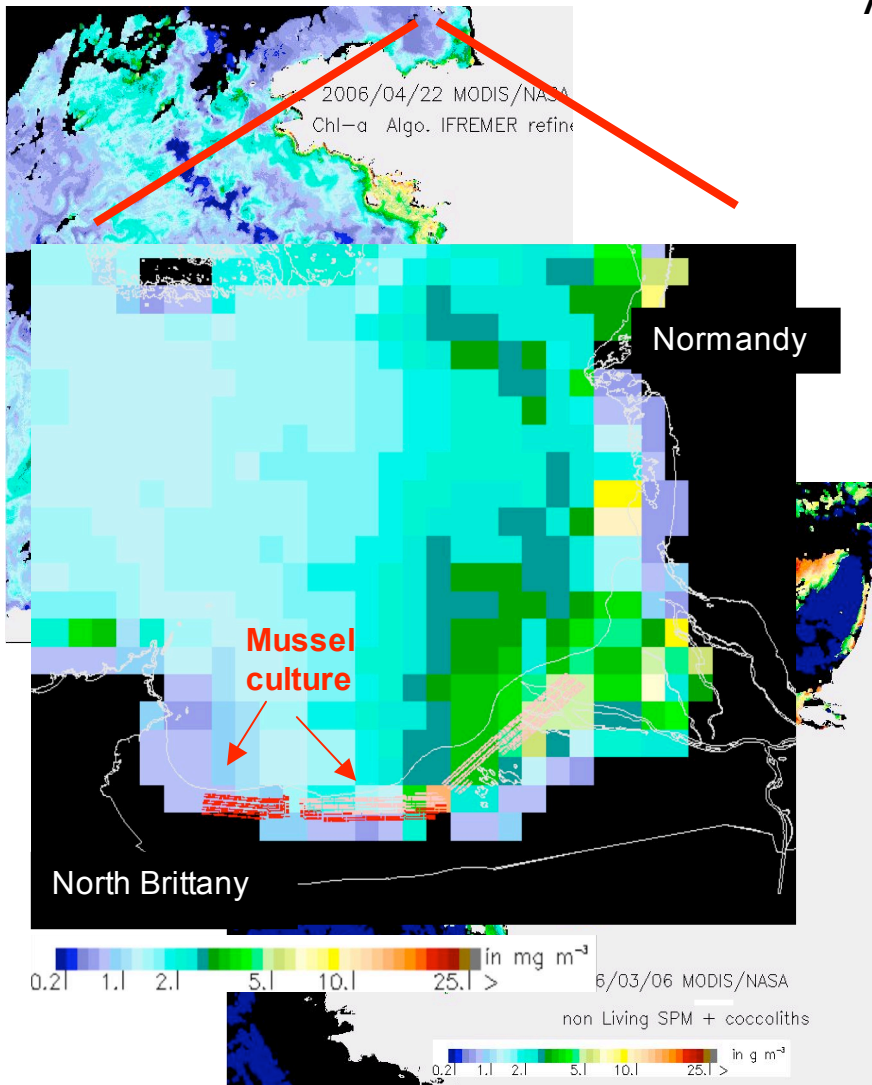 2006/04/22 MODIS/NASA
Chl-a Algo. IFREMER refine
Normandy
Mussel
culture
North Brittany
in mg m⁻³
0.2 1. 2. 5. 10. 25. >
6/03/06 MODIS/NASA
non Living SPM + coccoliths
in g m⁻³
0.2 1. 2. 5. 10. 25. >